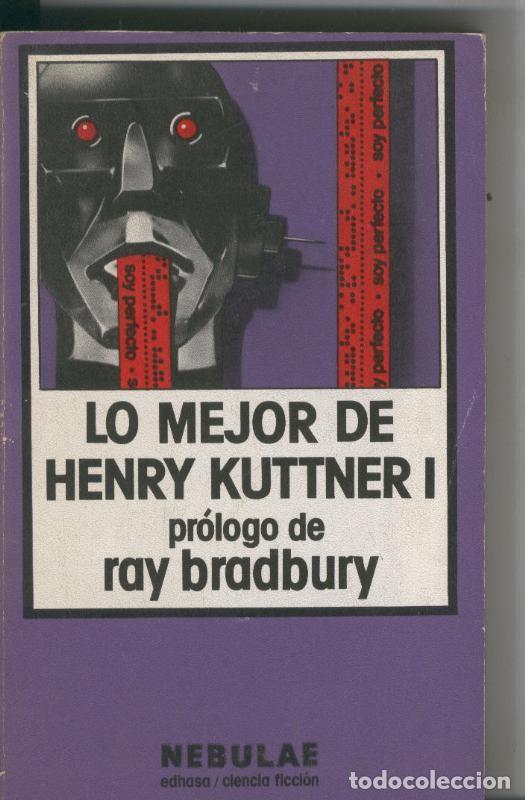 soy perfecto • s
soy perfecto • soy perfecto • soy perfecto
LO MEJOR DE
HENRY KUTTNER I
prólogo de
ray bradbury
NEBULAE
edhasa / ciencia ficción
todocoleccion